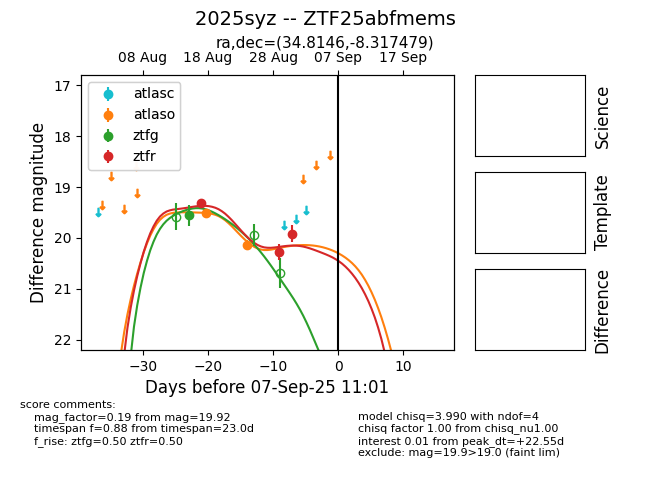 2025syz -- ZTF25abfmems
ra,dec=(34.8146,-8.317479)
08 Aug 18 Aug 28 Aug 07 Sep 17 Sep
atlasc
atlaso
ztfg
ztfr
Difference magnitude
17
18
19
20
21
22
−30 −20 −10 0 10
Days before 07-Sep-25 11:01
Science
Template
Difference
score comments:
mag_factor=0.19 from mag=19.92
timespan f=0.88 from timespan=23.0d
f_rise: ztfg=0.50 ztfr=0.50
model chisq=3.990 with ndof=4
chisq factor 1.00 from chisq_nu1.00
interest 0.01 from peak_dt=+22.55d
exclude: mag=19.9>19.0 (faint lim)